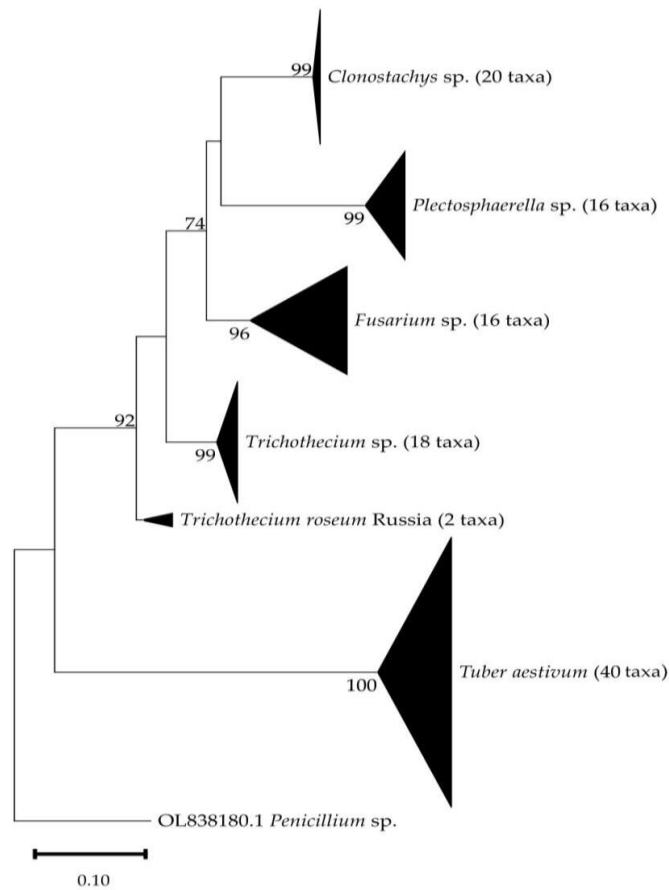 99
Clonostachys sp. (20 taxa)
Plectosphaerella sp. (16 taxa)
99
74
Fusarium sp. (16 taxa)
96
92
Trichothecium sp. (18 taxa)
99
Trichothecium roseum Russia (2 taxa)
Tuber aestivum (40 taxa)
100
OL838180.1 Penicillium sp.
0.10